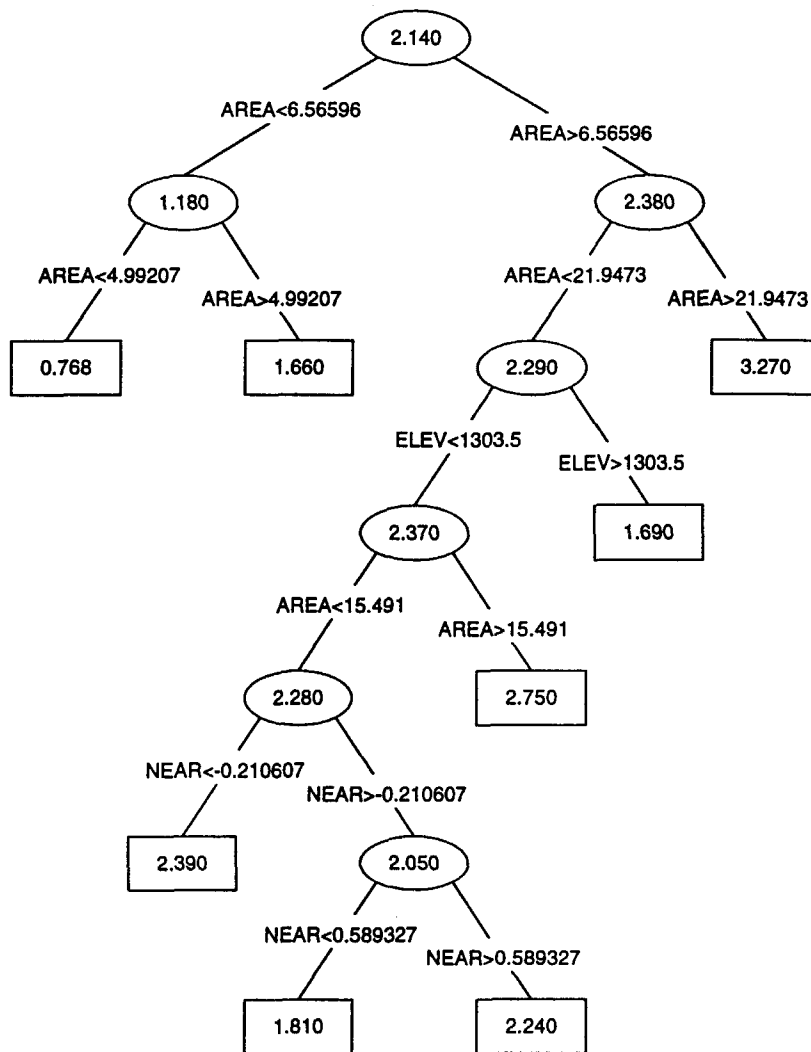 2.140
AREA<6.56596
AREA>6.56596
1.180
2.380
AREA<4.99207
AREA>4.99207
AREA<21.9473
AREA>21.9473
0.768
1.660
2.290
3.270
ELEV<1303.5
ELEV>1303.5
2.370
1.690
AREA<15.491
AREA>15.491
2.280
2.750
NEAR<-0.210607
NEAR>-0.210607
2.390
2.050
NEAR<0.589327
NEAR>0.589327
1.810
2.240